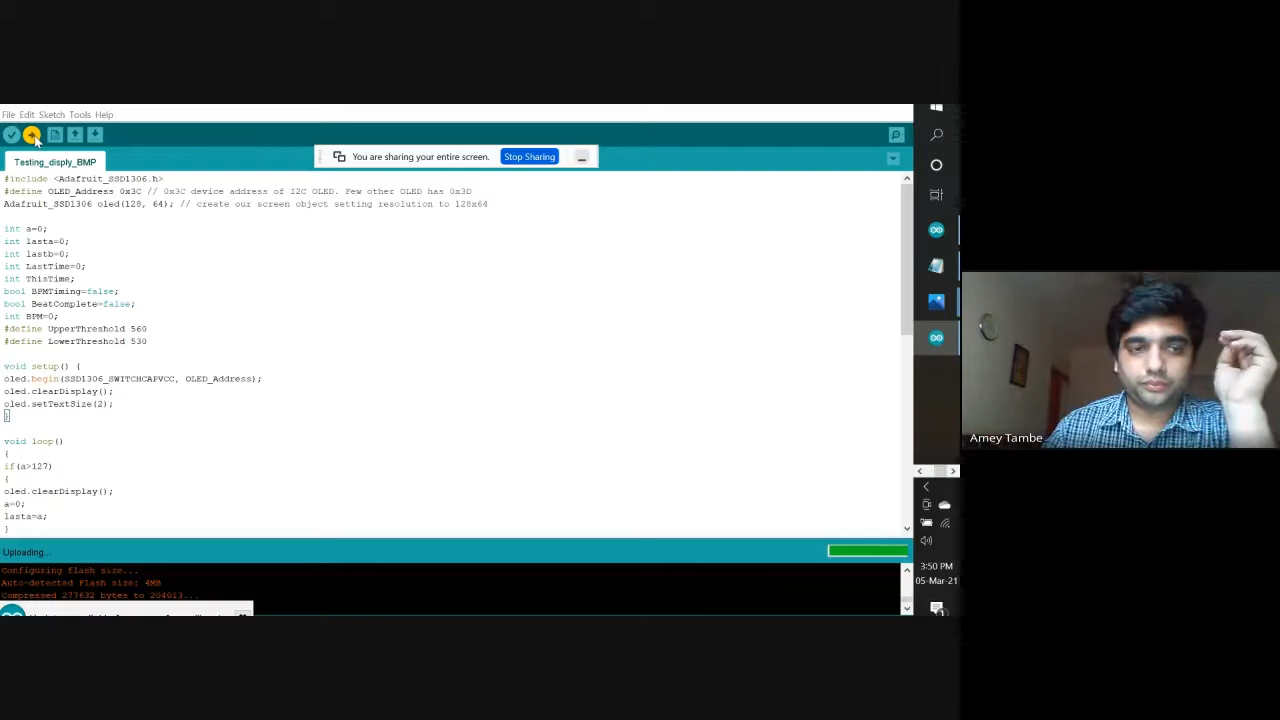 File Edit Sketch Tools Help
You are sharing your entire screen. Stop Sharing
Testing_disply_BMP
#include <Adafruit_SSD1306.h>
#define OLED_Address 0x3C // 0x3C device address of I2C OLED. Few other OLED has 0x3D
Adafruit_SSD1306 oled(128, 64); // create our screen object setting resolution to 128x64
int a=0;
int lasta=0;
int lastb=0;
int LastTime=0;
int ThisTime;
bool BPMTiming=false;
bool BeatComplete=false;
int BPM=0;
#define UpperThreshold 560
#define LowerThreshold 530
void setup() {
oled.begin(SSD1306_SWITCHCAPVCC, OLED_Address);
oled.clearDisplay();
oled.setTextSize(2);
}
void loop()
{
if(a>127)
{
oled.clearDisplay();
a=0;
lasta=a;
}
Uploading...
Configuring flash size...
Auto-detected Flash size: 4MB
Compressed 277632 bytes to 204013...
3:50 PM
05-Mar-21
Amey Tambe